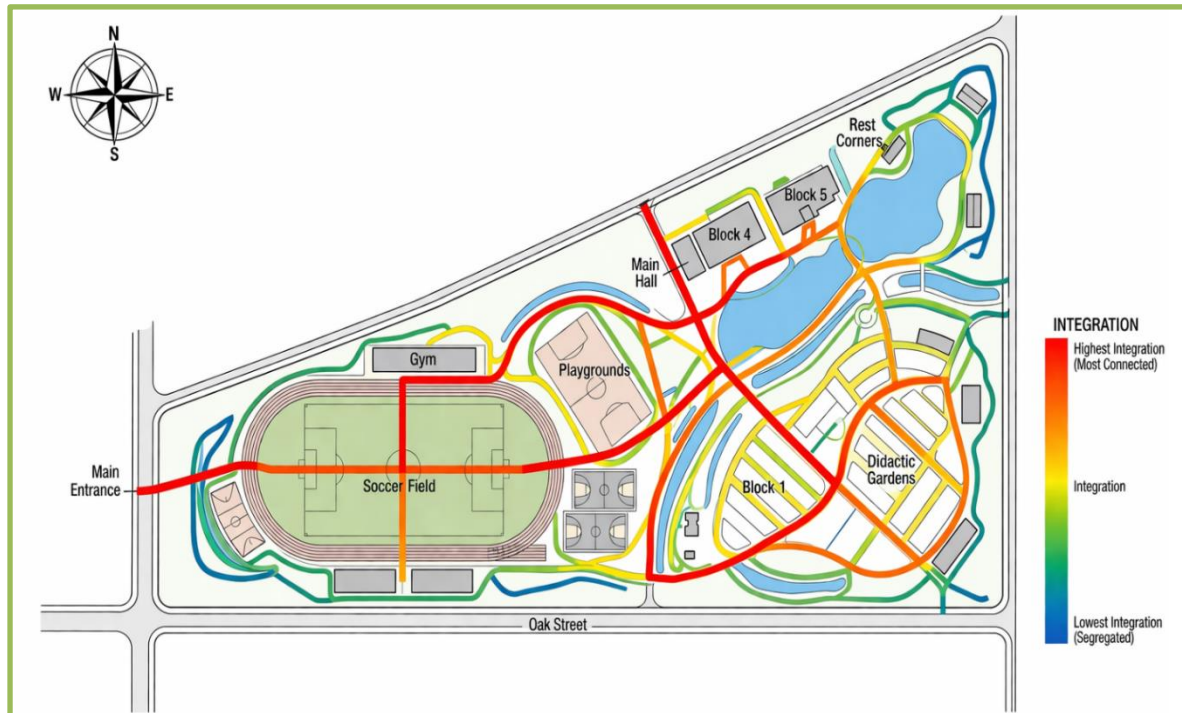 N
W E
S
Rest
Corners
Block 5
Block 4
Main
Hall
INTEGRATION
Highest Integration
(Most Connected)
Gym
Playgrounds
Main
Entrance
Soccer Field
Block 1
Didactic
Gardens
Integration
Oak Street
Lowest Integration
(Segregated)